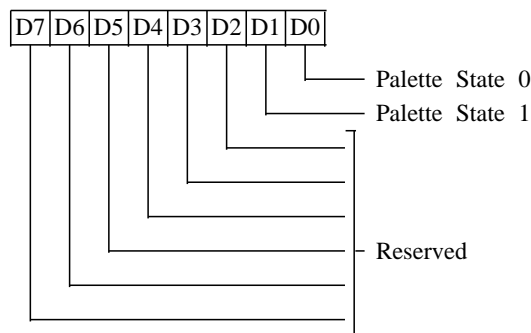 D7 D6 D5 D4 D3 D2 D1 D0
Palette State 0
Palette State 1
Reserved